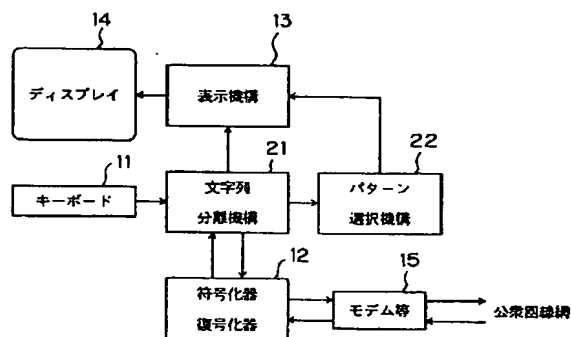 14
13
ディスプレイ
表示機構
11
21
22
キーボード
文字列
分離機構
パターン
選択機構
12
15
符号化器
復号化器
モデム等
公衆回線網